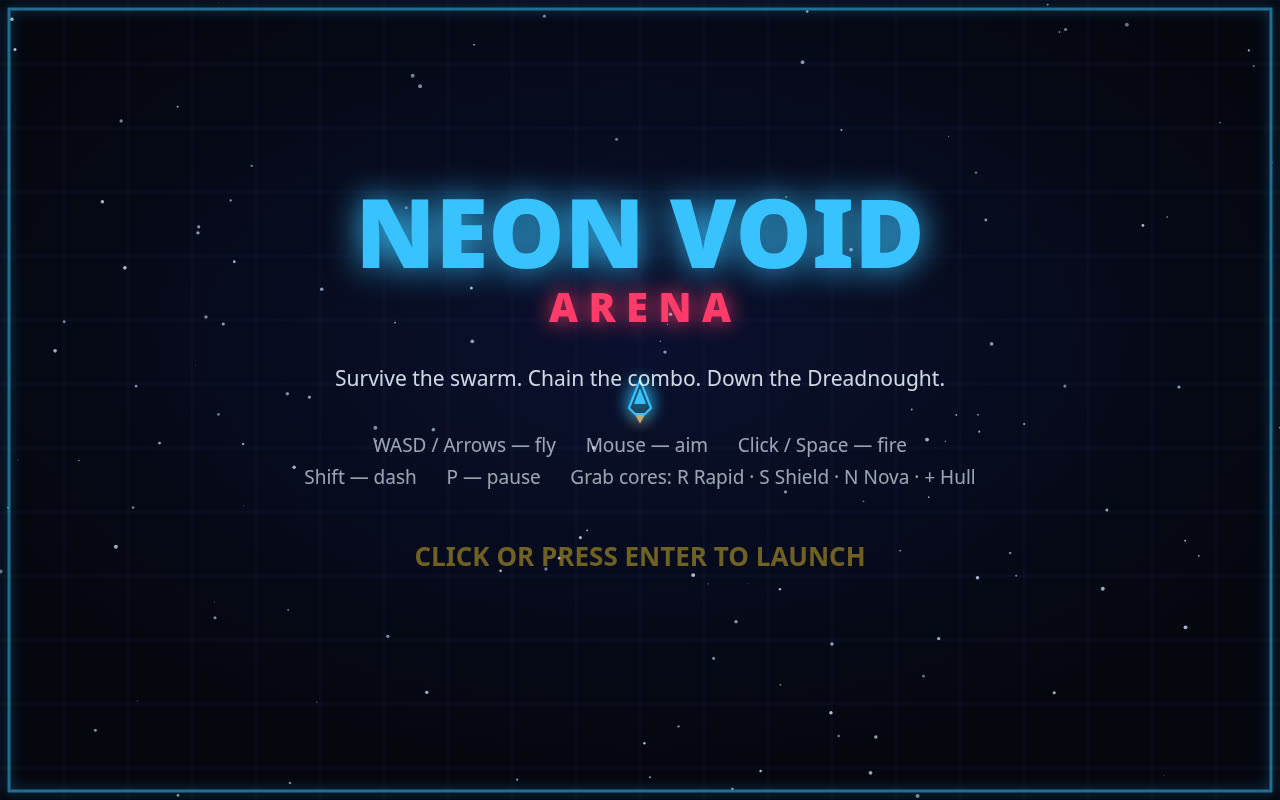 NEON VOID
ARENA
Survive the swarm. Chain the combo. Down the Dreadnought.
WASD / Arrows — fly Mouse — aim Click / Space — fire
Shift — dash P — pause Grab cores: R Rapid · S Shield · N Nova · + Hull
CLICK OR PRESS ENTER TO LAUNCH